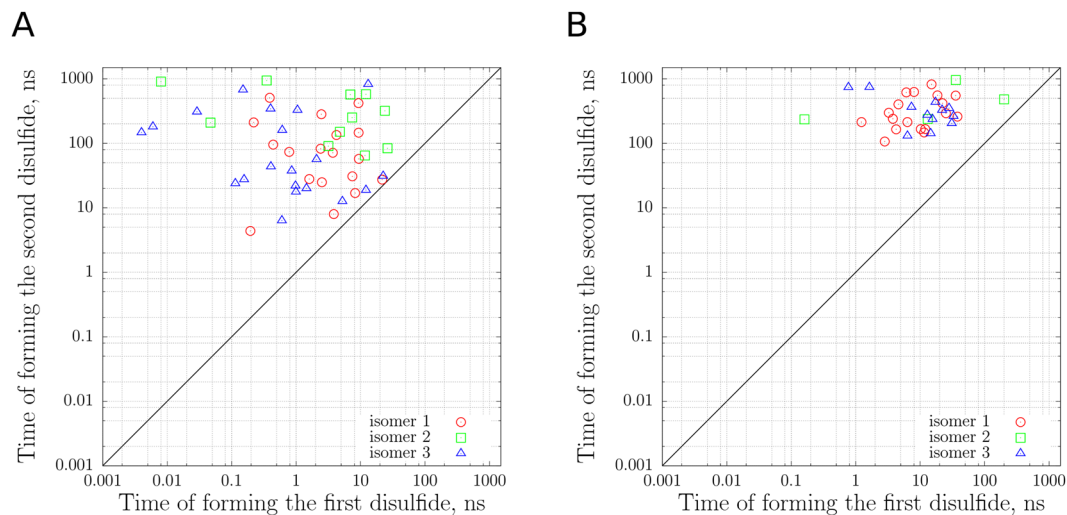 A
Time of forming the second disulfide, ns
1000
100
10
1
0.1
0.01
0.001
isomer 1
isomer 2
isomer 3
0.001 0.01 0.1 1 10 100 1000
Time of forming the first disulfide, ns
B
Time of forming the second disulfide, ns
1000
100
10
1
0.1
0.01
0.001
isomer 1
isomer 2
isomer 3
0.001 0.01 0.1 1 10 100 1000
Time of forming the first disulfide, ns